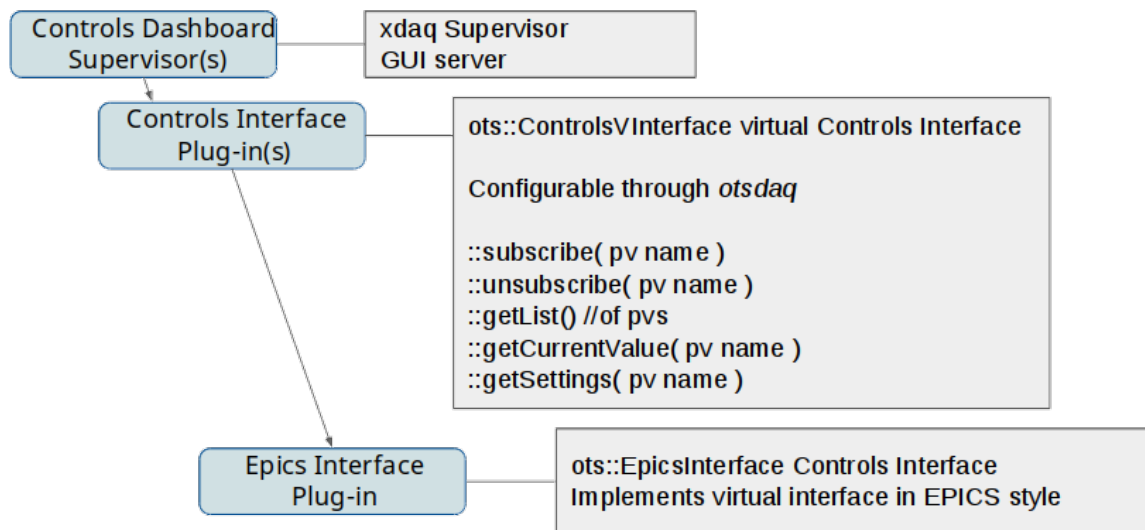 Controls Dashboard
Supervisor(s)
xdaq Supervisor
GUI server
Controls Interface
Plug-in(s)
ots::ControlsVInterface virtual Controls Interface
Configurable through otsdaq
::subscribe( pv name )
::unsubscribe( pv name )
::getList() //of pvs
::getCurrentValue( pv name )
::getSettings( pv name )
Epics Interface
Plug-in
ots::EpicsInterface Controls Interface
Implements virtual interface in EPICS style